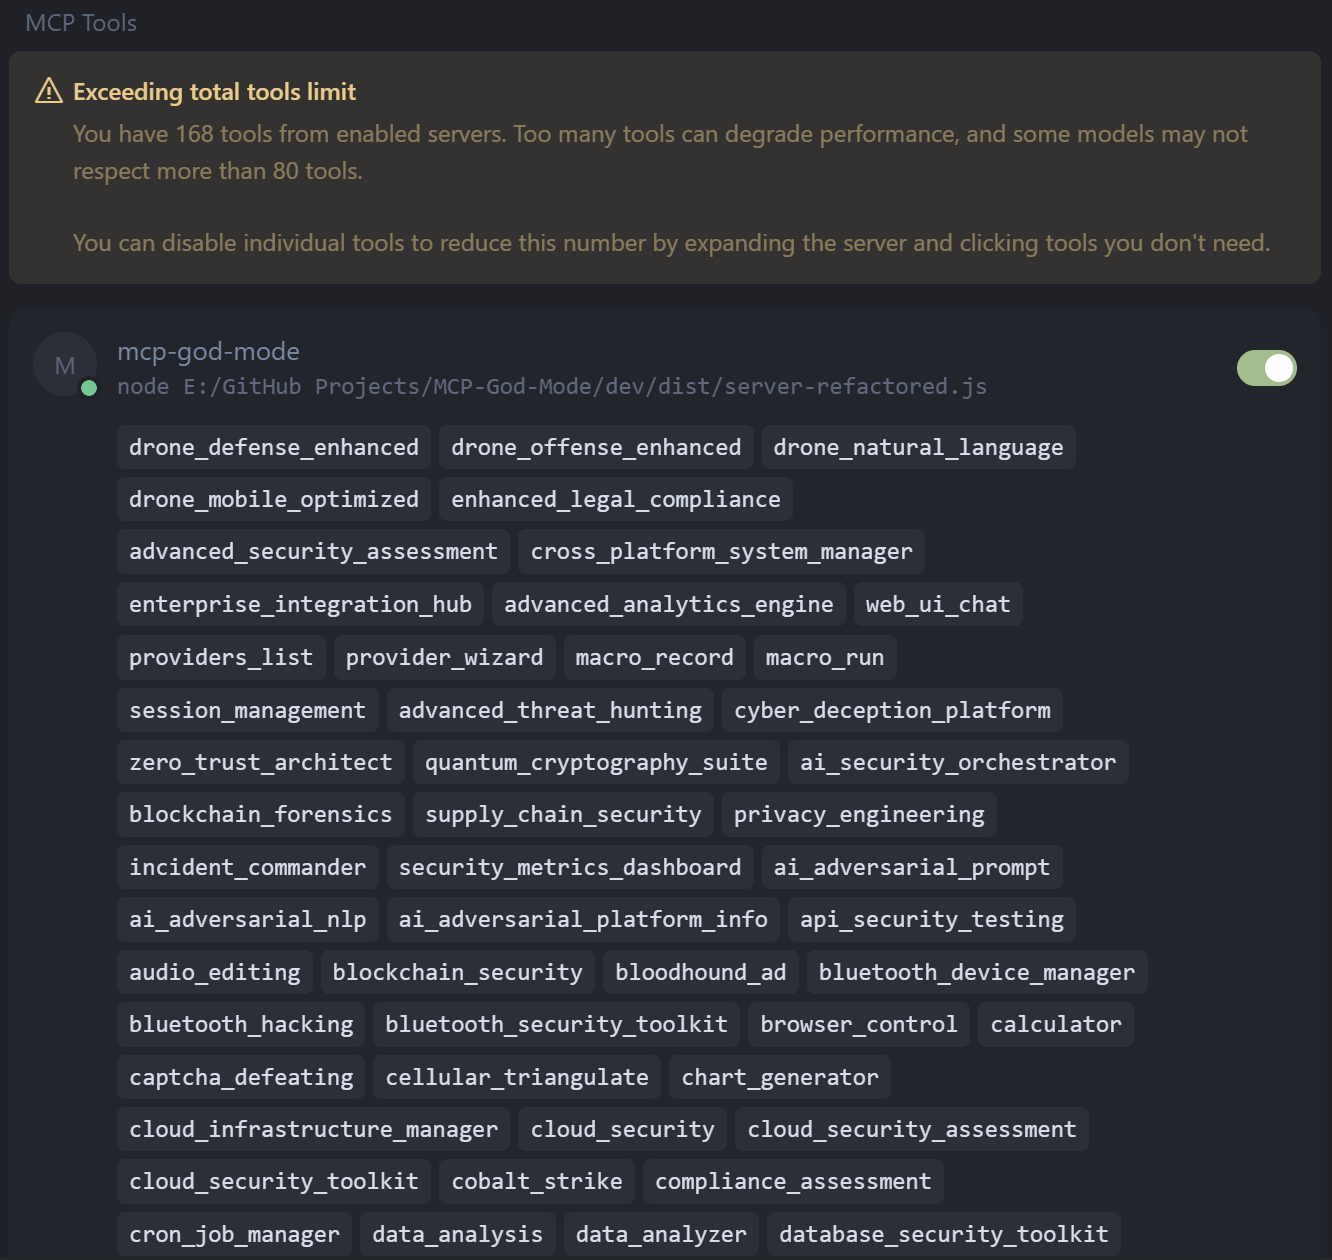 MCP Tools
Exceeding total tools limit
You have 168 tools from enabled servers. Too many tools can degrade performance, and some models may not
respect more than 80 tools.
You can disable individual tools to reduce this number by expanding the server and clicking tools you don't need.
M
mcp-god-mode
node E:/GitHub Projects/MCP-God-Mode/dev/dist/server-refactored.js
drone_defense_enhanced drone_offense_enhanced drone_natural_language
drone_mobile_optimized enhanced_legal_compliance
advanced_security_assessment cross_platform_system_manager
enterprise_integration_hub advanced_analytics_engine web_ui_chat
providers_list provider_wizard macro_record macro_run
session_management advanced_threat_hunting cyber_deception_platform
zero_trust_architect quantum_cryptography_suite ai_security_orchestrator
blockchain_forensics supply_chain_security privacy_engineering
incident_commander security_metrics_dashboard ai_adversarial_prompt
ai_adversarial_nlp ai_adversarial_platform_info api_security_testing
audio_editing blockchain_security bloodhound_ad bluetooth_device_manager
bluetooth_hacking bluetooth_security_toolkit browser_control calculator
captcha_defeating cellular_triangulate chart_generator
cloud_infrastructure_manager cloud_security cloud_security_assessment
cloud_security_toolkit cobalt_strike compliance_assessment
cron_job_manager data_analysis data_analyzer database_security_toolkit